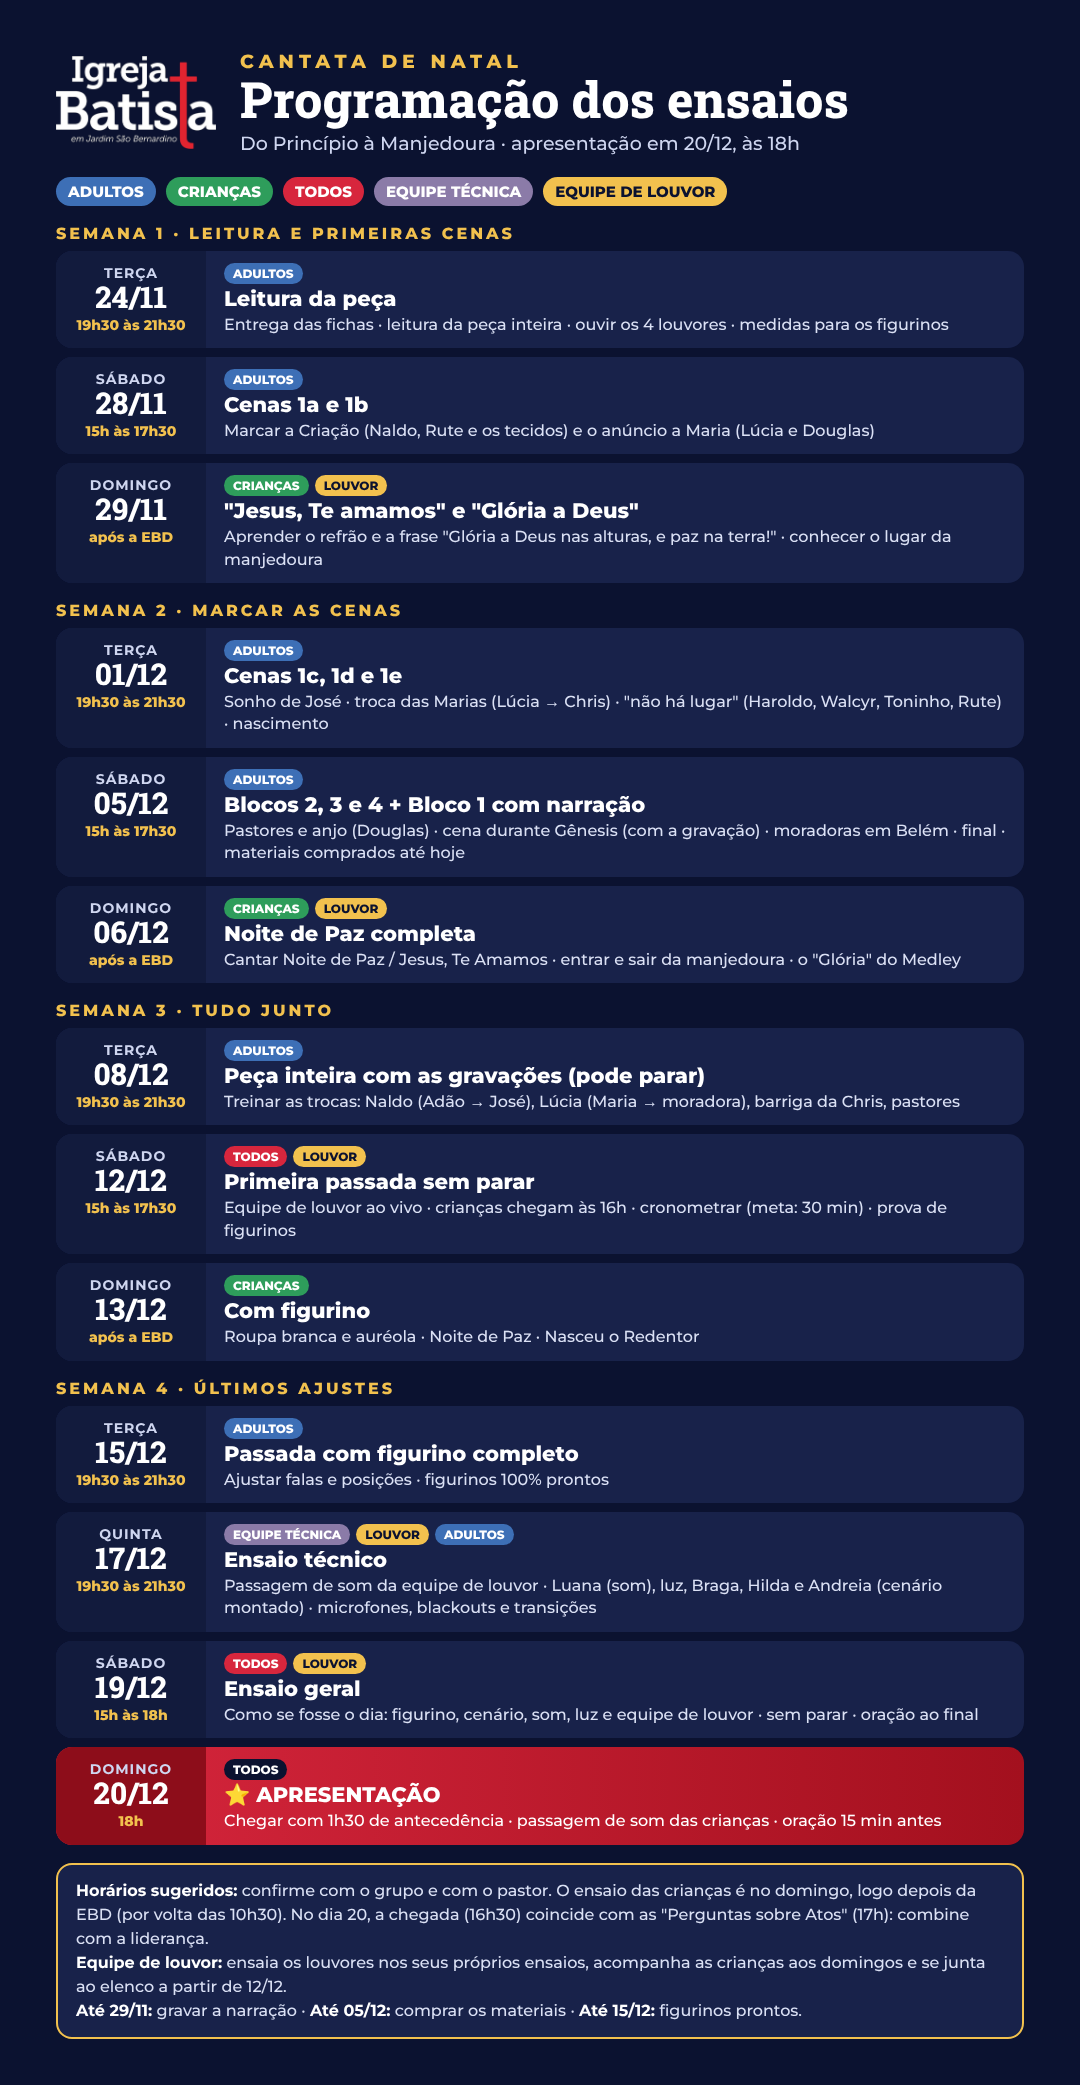 Igreja
Batista
em Jardim São Bernardino
CANTATA DE NATAL
Programação dos ensaios
Do Princípio à Manjedoura · apresentação em 20/12, às 18h
ADULTOS CRIANÇAS TODOS EQUIPE TÉCNICA EQUIPE DE LOUVOR
SEMANA 1 · LEITURA E PRIMEIRAS CENAS
TERÇA
24/11
19h30 às 21h30
ADULTOS
Leitura da peça
Entrega das fichas · leitura da peça inteira · ouvir os 4 louvores · medidas para os figurinos
SÁBADO
28/11
15h às 17h30
ADULTOS
Cenas 1a e 1b
Marcar a Criação (Naldo, Rute e os tecidos) e o anúncio a Maria (Lúcia e Douglas)
DOMINGO
29/11
após a EBD
CRIANÇAS LOUVOR
"Jesus, Te amamos" e "Glória a Deus"
Aprender o refrão e a frase "Glória a Deus nas alturas, e paz na terra!" · conhecer o lugar da
manjedoura
SEMANA 2 · MARCAR AS CENAS
TERÇA
01/12
19h30 às 21h30
ADULTOS
Cenas 1c, 1d e 1e
Sonho de José · troca das Marias (Lúcia → Chris) · "não há lugar" (Haroldo, Walcyr, Toninho, Rute)
· nascimento
SÁBADO
05/12
15h às 17h30
ADULTOS
Blocos 2, 3 e 4 + Bloco 1 com narração
Pastores e anjo (Douglas) · cena durante Gênesis (com a gravação) · moradoras em Belém · final ·
materiais comprados até hoje
DOMINGO
06/12
após a EBD
CRIANÇAS LOUVOR
Noite de Paz completa
Cantar Noite de Paz / Jesus, Te Amamos · entrar e sair da manjedoura · o "Glória" do Medley
SEMANA 3 · TUDO JUNTO
TERÇA
08/12
19h30 às 21h30
ADULTOS
Peça inteira com as gravações (pode parar)
Treinar as trocas: Naldo (Adão → José), Lúcia (Maria → moradora), barriga da Chris, pastores
SÁBADO
12/12
15h às 17h30
TODOS LOUVOR
Primeira passada sem parar
Equipe de louvor ao vivo · crianças chegam às 16h · cronometrar (meta: 30 min) · prova de
figurinos
DOMINGO
13/12
após a EBD
CRIANÇAS
Com figurino
Roupa branca e auréola · Noite de Paz · Nasceu o Redentor
SEMANA 4 · ÚLTIMOS AJUSTES
TERÇA
15/12
19h30 às 21h30
ADULTOS
Passada com figurino completo
Ajustar falas e posições · figurinos 100% prontos
QUINTA
17/12
19h30 às 21h30
EQUIPE TÉCNICA LOUVOR ADULTOS
Ensaio técnico
Passagem de som da equipe de louvor · Luana (som), luz, Braga, Hilda e Andreia (cenário
montado) · microfones, blackouts e transições
SÁBADO
19/12
15h às 18h
TODOS LOUVOR
Ensaio geral
Como se fosse o dia: figurino, cenário, som, luz e equipe de louvor · sem parar · oração ao final
DOMINGO
20/12
18h
TODOS
⭐ APRESENTAÇÃO
Chegar com 1h30 de antecedência · passagem de som das crianças · oração 15 min antes
Horários sugeridos: confirme com o grupo e com o pastor. O ensaio das crianças é no domingo, logo depois da
EBD (por volta das 10h30). No dia 20, a chegada (16h30) coincide com as "Perguntas sobre Atos" (17h): combine
com a liderança.
Equipe de louvor: ensaia os louvores nos seus próprios ensaios, acompanha as crianças aos domingos e se junta
ao elenco a partir de 12/12.
Até 29/11: gravar a narração · Até 05/12: comprar os materiais · Até 15/12: figurinos prontos.